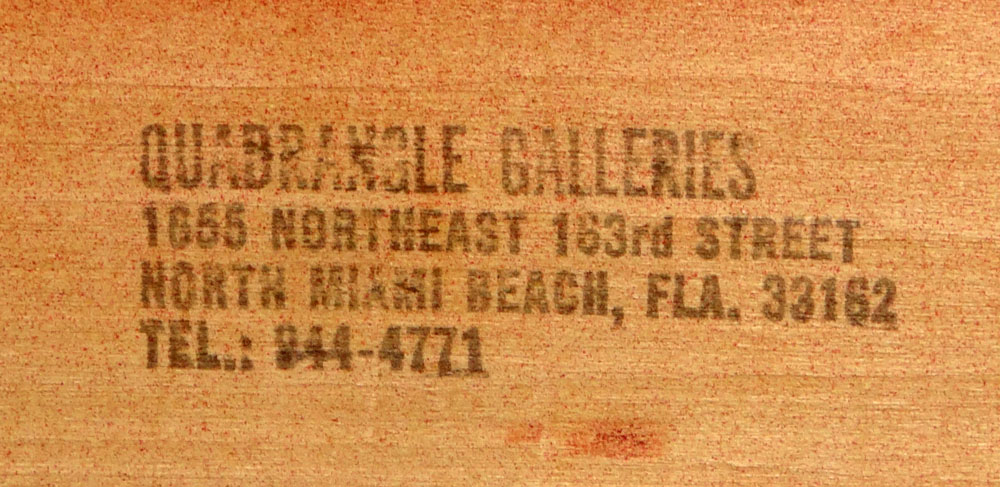 QUADRANGLE GALLERIES
1655 NORTHEAST 163rd STREET
NORTH MIAMI BEACH, FLA. 33162
TEL.: 944-4771